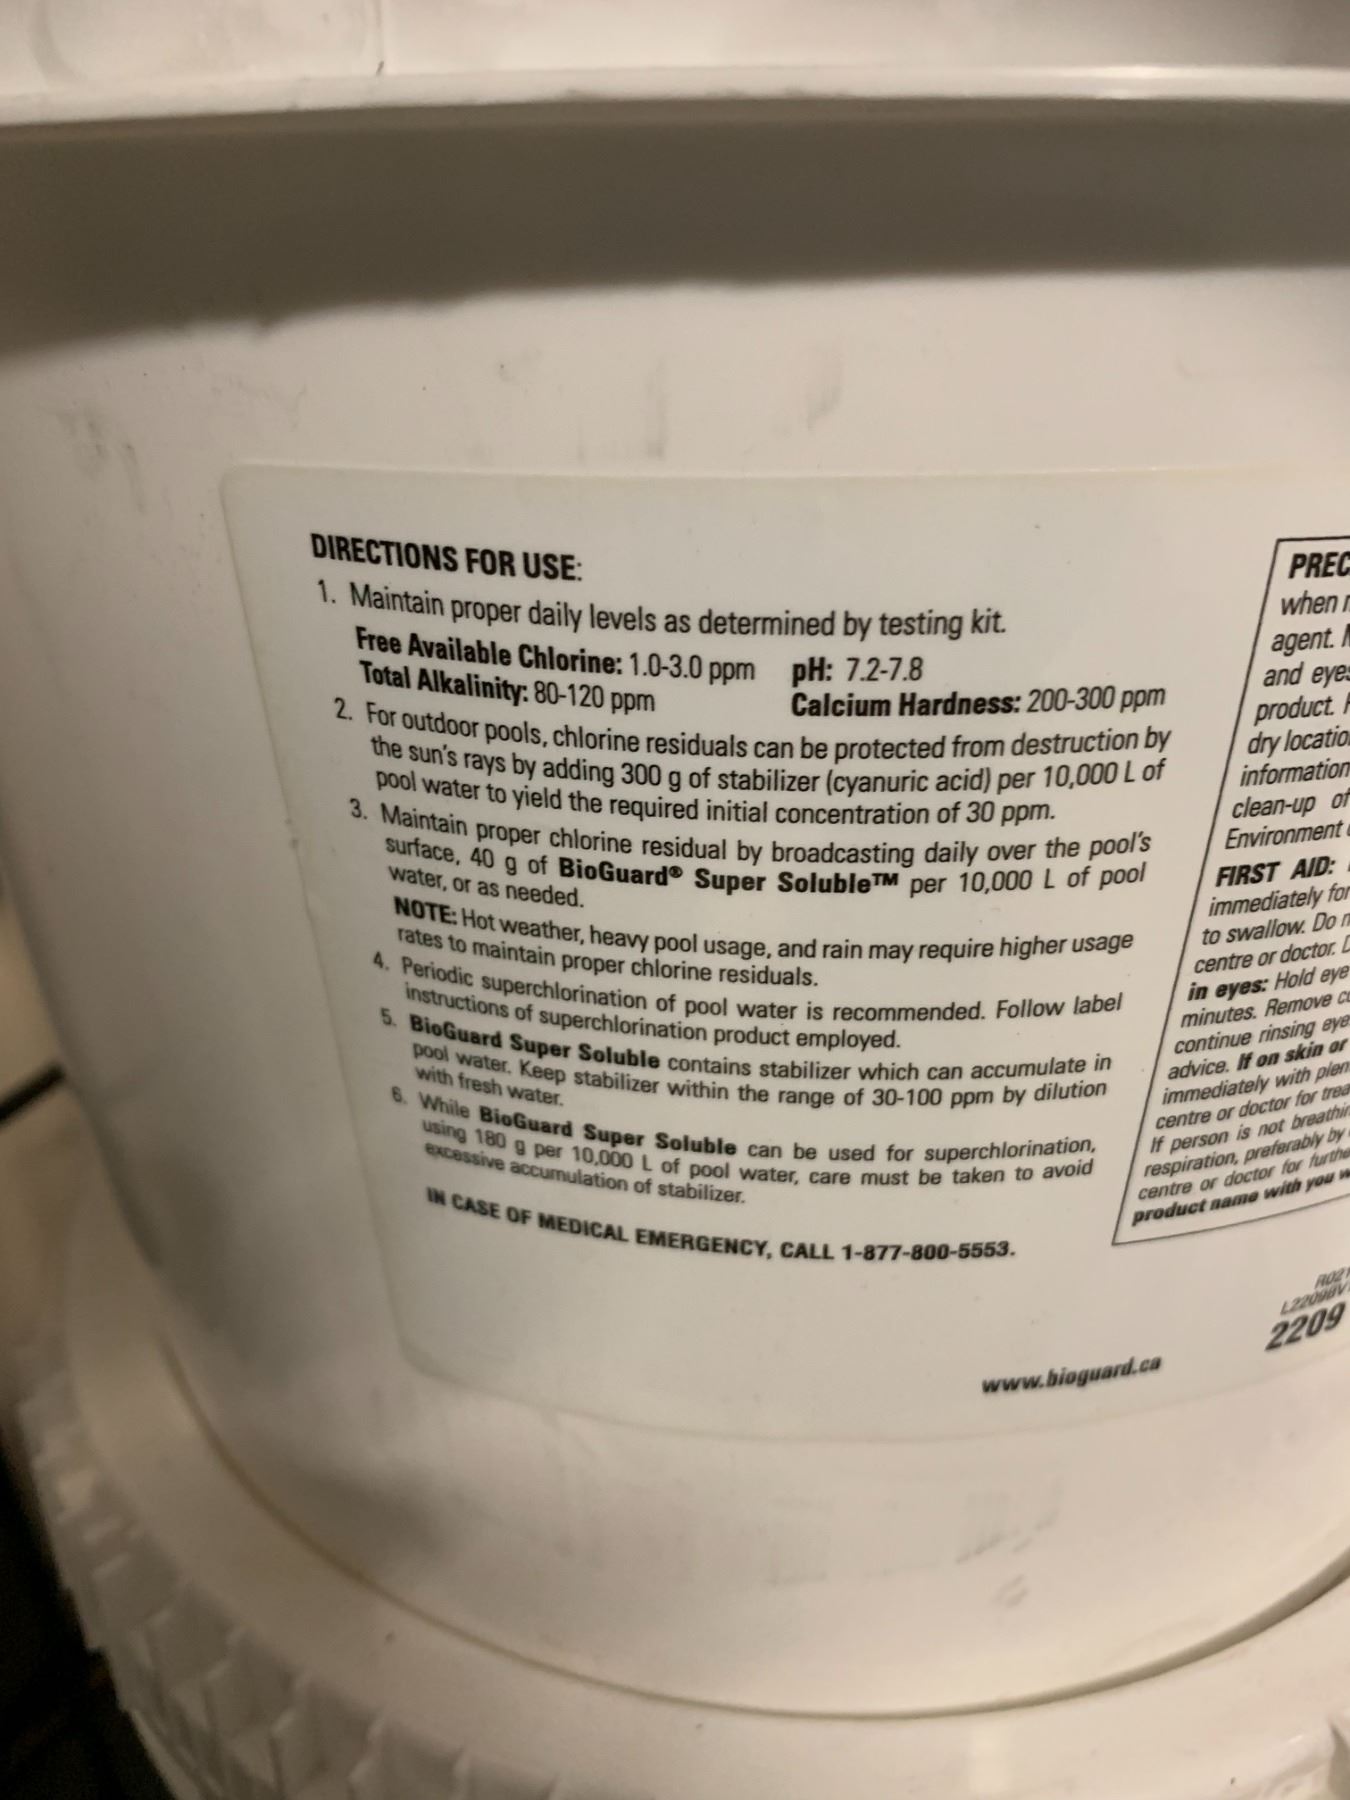 DIRECTIONS FOR USE:
1. Maintain proper daily levels as determined by testing kit.
Free Available Chlorine: 1.0-3.0 ppm pH: 7.2-7.8
Total Alkalinity: 80-120 ppm Calcium Hardness: 200-300 ppm
2. For outdoor pools, chlorine residuals can be protected from destruction by
the sun's rays by adding 300 g of stabilizer (cyanuric acid) per 10,000 L of
pool water to yield the required initial concentration of 30 ppm.
3. Maintain proper chlorine residual by broadcasting daily over the pool's
surface, 40 g of BioGuard® Super Soluble™ per 10,000 L of pool
water, or as needed.
NOTE: Hot weather, heavy pool usage, and rain may require higher usage
rates to maintain proper chlorine residuals.
4. Periodic superchlorination of pool water is recommended. Follow label
instructions of superchlorination product employed.
5. BioGuard Super Soluble contains stabilizer which can accumulate in
pool water. Keep stabilizer within the range of 30-100 ppm by dilution
with fresh water.
6. While BioGuard Super Soluble can be used for superchlorination,
using 180 g per 10,000 L of pool water, care must be taken to avoid
excessive accumulation of stabilizer.
IN CASE OF MEDICAL EMERGENCY, CALL 1-877-800-5553.
www.bioguard.ca
PREC
when
agent.
and eyes
product.
dry locatio
information
clean-up of
Environment
FIRST AID:
immediately for
to swallow. Do
centre or doctor.
in eyes: Hold eye
minutes. Remove
continue rinsing eye
advice. If on skin or
immediately with plen
centre or doctor for trea
If person is not breathin
respiration, preferably by
centre or doctor for furthe
product name with you
2209